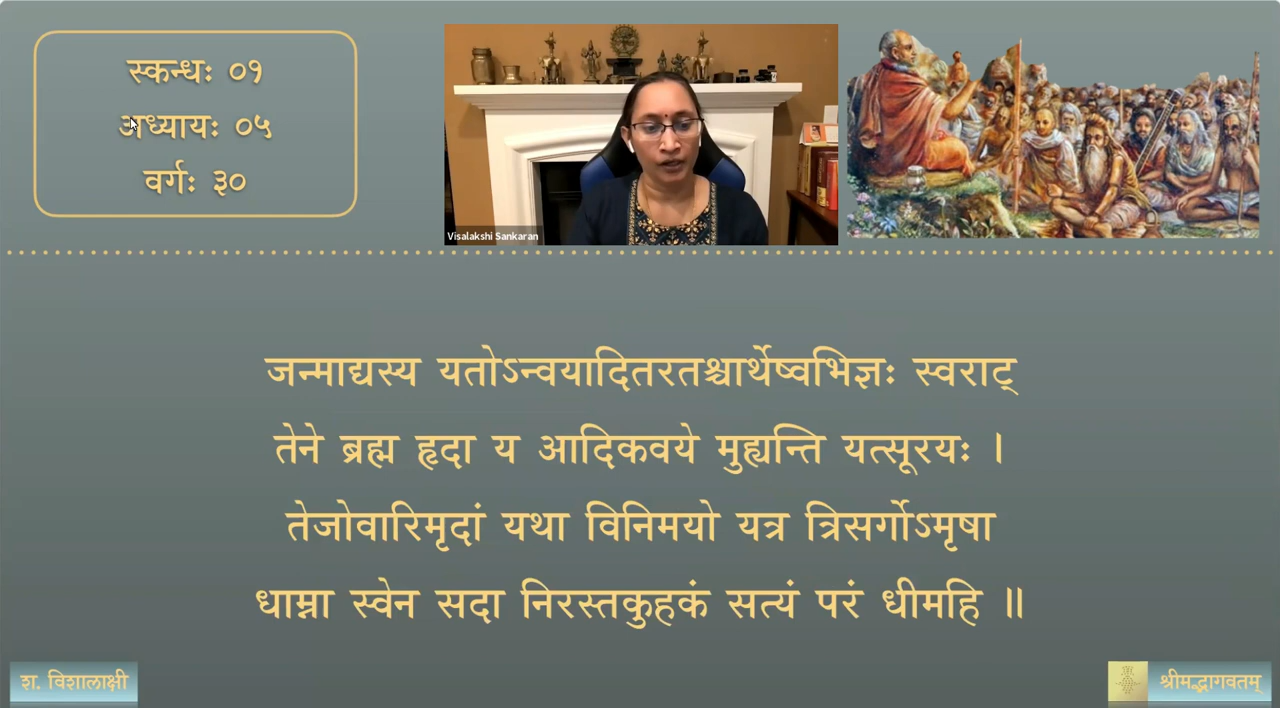 स्कन्धः ०१
अध्यायः ०५
वर्गः ३०
Visalakshi Sankaran
जन्माद्यस्य यतोऽन्वयादितरतश्चार्थेष्वभिज्ञः स्वराट्
तेने ब्रह्म हृदा य आदिकवये मुह्यन्ति यत्सूरयः ।
तेजोवारिमृदां यथा विनिमयो यत्र त्रिसर्गोऽमृषा
धाम्ना स्वेन सदा निरस्तकुहकं सत्यं परं धीमहि ॥
श. विशालाक्षी
श्रीमद्भागवतम्